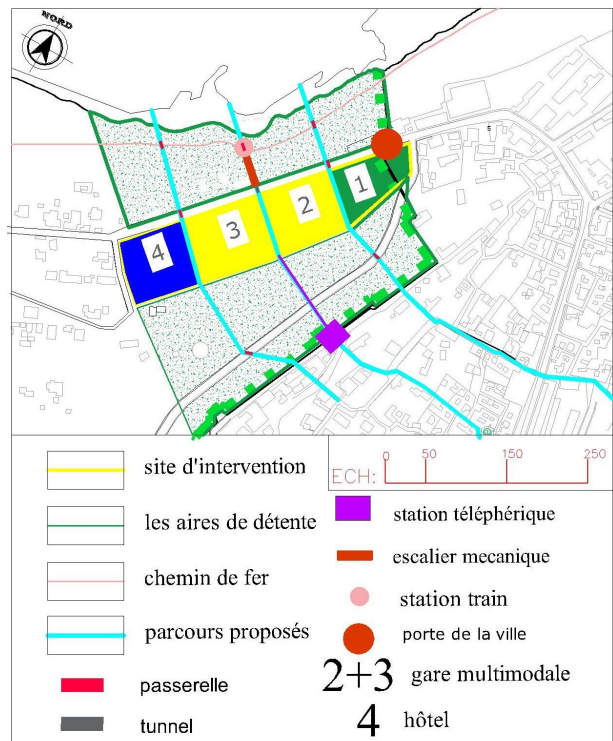 NORD
1
2
3
4
ECH: 0 50 150 250
site d'intervention
les aires de détente
chemin de fer
parcours proposés
passerelle
tunnel
station téléphérique
escalier mecanique
station train
porte de la ville
2+3 gare multimodale
4 hôtel